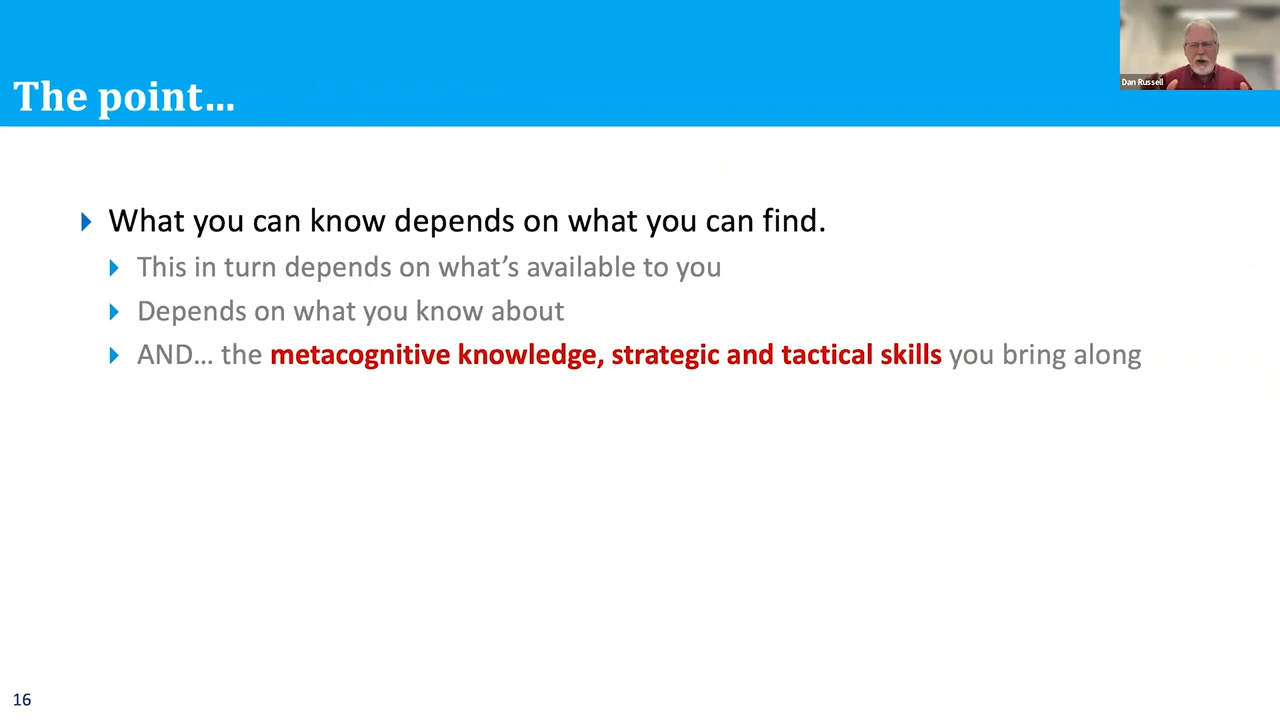 Dan Russell
The point...
What you can know depends on what you can find.
This in turn depends on what’s available to you
Depends on what you know about
AND... the metacognitive knowledge, strategic and tactical skills you bring along
16